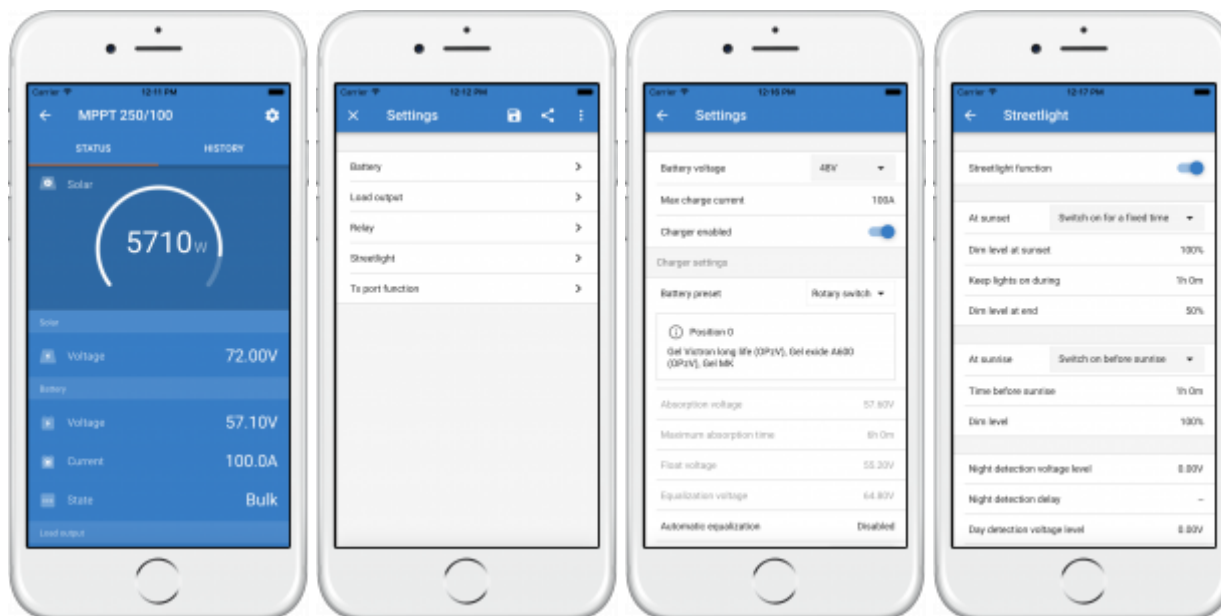 Carrier 12:11 PM
MPPT 250/100
STATUS HISTORY
Solar
5710W
Solar
Voltage 72.00V
Battery
Voltage 57.10V
Current 100.0A
State Bulk
Load output
Carrier 12:12 PM
Settings
Battery
Load output
Relay
Streetlight
Tx port function
Carrier 12:16 PM
Settings
Battery voltage 48V
Max charge current 100A
Charger enabled
Charger settings
Battery preset Rotary switch
Position 0
Gel Victron long life (OPzV), Gel exide A600
(OPzV), Gel MK
Absorption voltage 57.60V
Maximum absorption time 6h 0m
Float voltage 55.20V
Equalization voltage 64.80V
Automatic equalization Disabled
Carrier 12:17 PM
Streetlight
Streetlight function
At sunset Switch on for a fixed time
Dim level at sunset 100%
Keep lights on during 1h 0m
Dim level at end 50%
At sunrise Switch on before sunrise
Time before sunrise 1h 0m
Dim level 100%
Night detection voltage level 0.00V
Night detection delay --
Day detection voltage level 0.00V